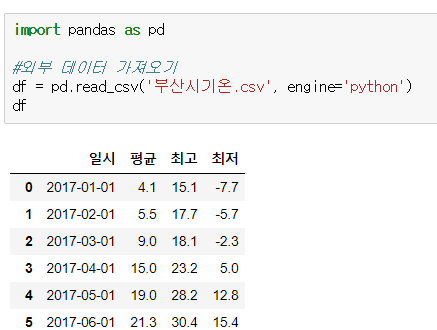 import pandas as pd
#외부 데이터 가져오기
df = pd.read_csv('부산시기온.csv', engine='python')
df
일시 평균 최고 최저
0 2017-01-01 4.1 15.1 -7.7
1 2017-02-01 5.5 17.7 -5.7
2 2017-03-01 9.0 18.1 -2.3
3 2017-04-01 15.0 23.2 5.0
4 2017-05-01 19.0 28.2 12.8
5 2017-06-01 21.3 30.4 15.4